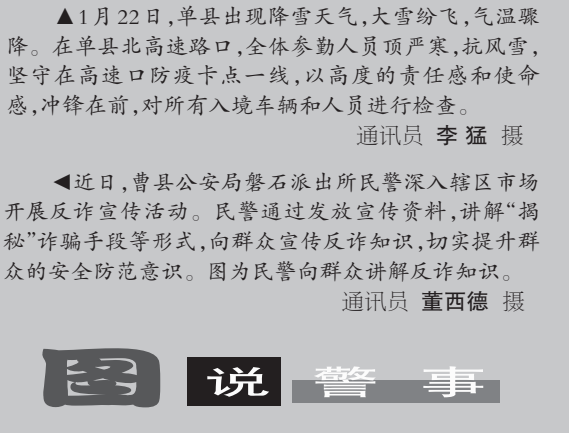 ▲1月22日,单县出现降雪天气,大雪纷飞,气温骤
降。在单县北高速路口,全体参勤人员顶严寒,抗风雪,
坚守在高速口防疫卡点一线,以高度的责任感和使命
感,冲锋在前,对所有入境车辆和人员进行检查。
通讯员 李 猛 摄
◀近日,曹县公安局磐石派出所民警深入辖区市场
开展反诈宣传活动。民警通过发放宣传资料,讲解“揭
秘”诈骗手段等形式,向群众宣传反诈知识,切实提升群
众的安全防范意识。图为民警向群众讲解反诈知识。
通讯员 董西德 摄
图说警事